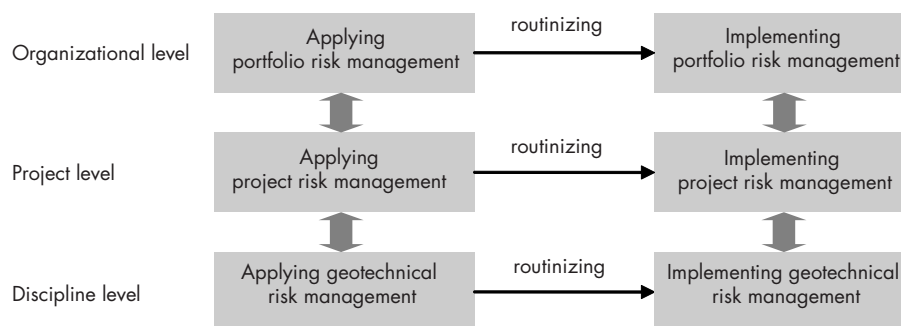 Organizational level
Applying
portfolio risk management
routinizing
Implementing
portfolio risk management
Project level
Applying
project risk management
routinizing
Implementing
project risk management
Discipline level
Applying geotechnical
risk management
routinizing
Implementing geotechnical
risk management